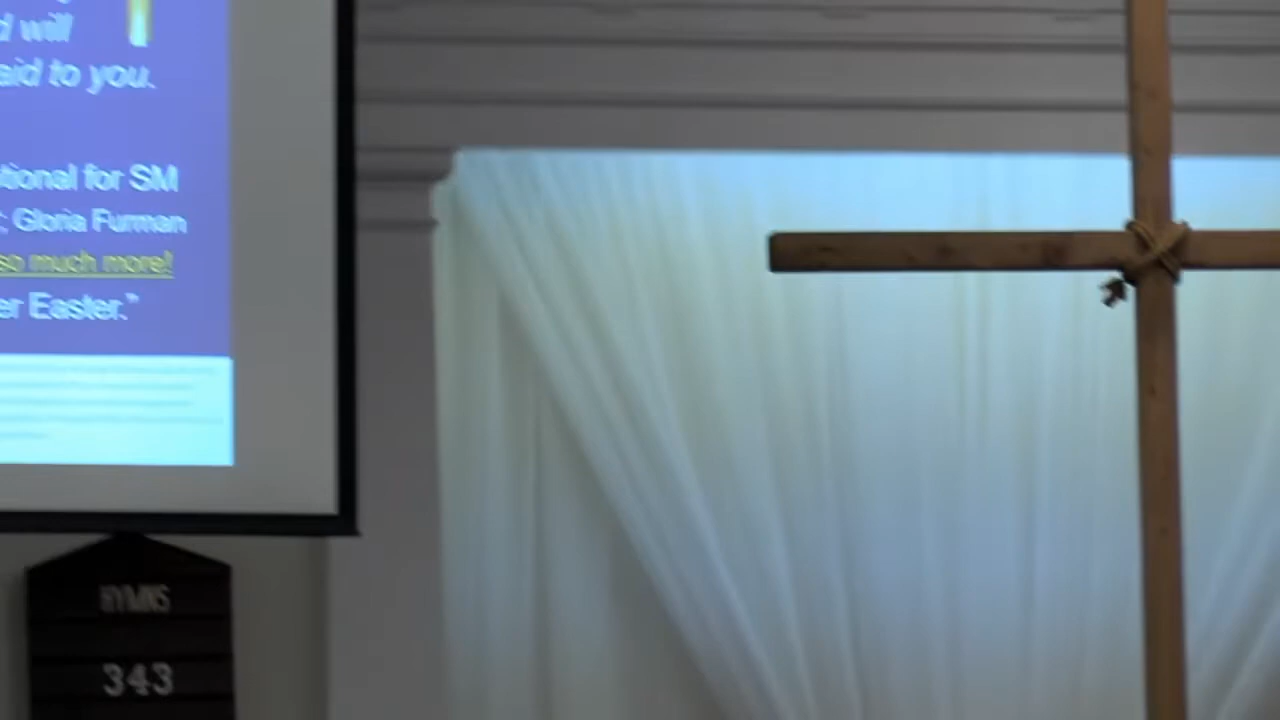 will
aid to you.
tional for SM
; Gloria Furman
so much more!
er Easter."
HYMNS
343